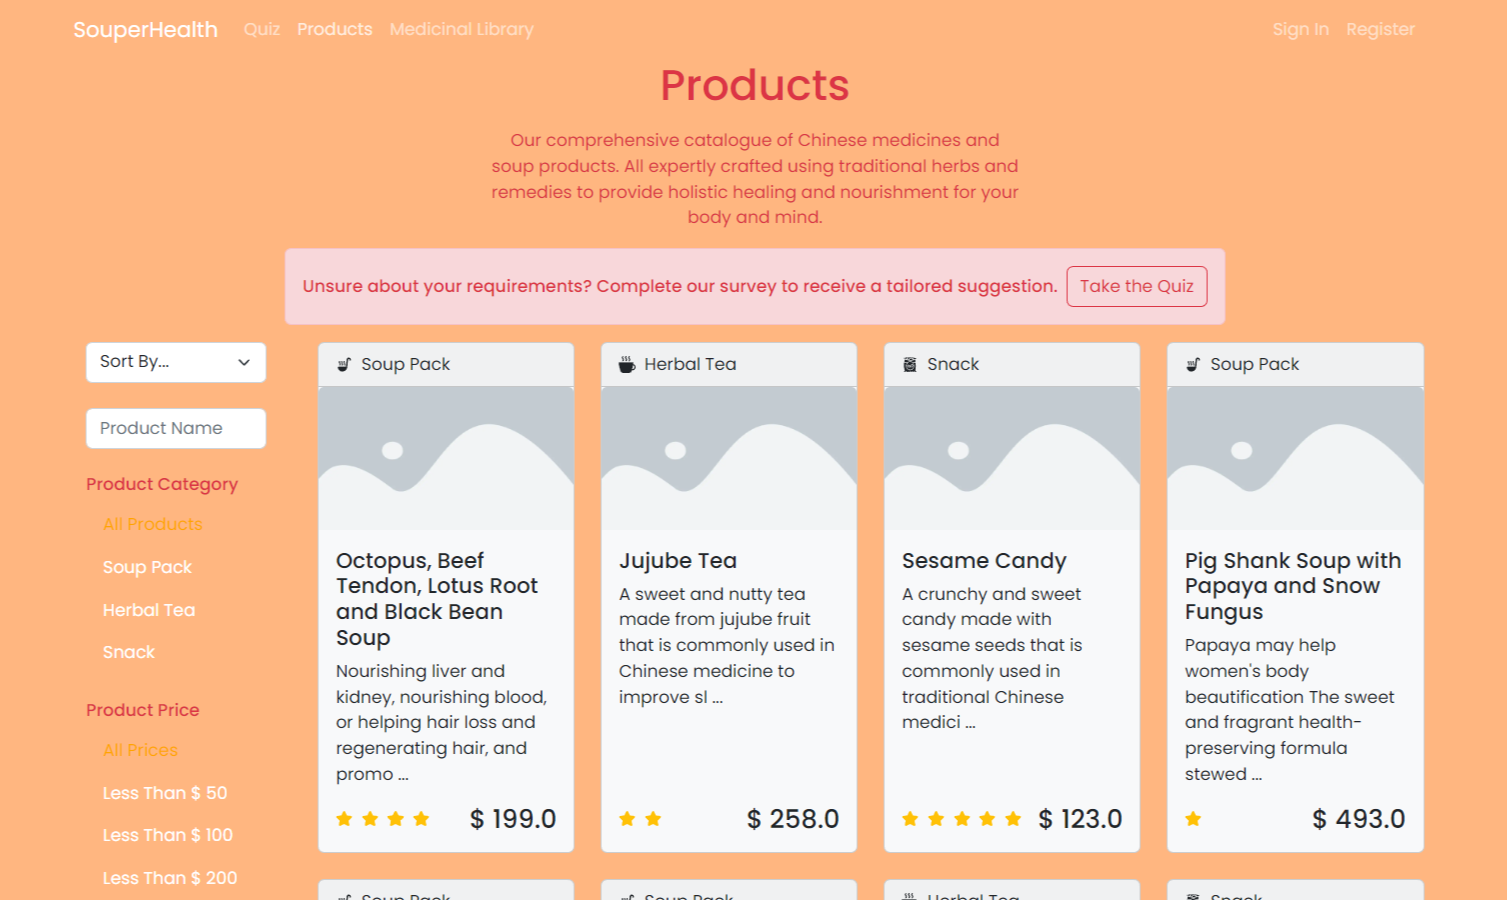 SouperHealth Quiz Products Medicinal Library Sign In Register
Products
Our comprehensive catalogue of Chinese medicines and
soup products. All expertly crafted using traditional herbs and
remedies to provide holistic healing and nourishment for your
body and mind.
Unsure about your requirements? Complete our survey to receive a tailored suggestion. Take the Quiz
Sort By...
Product Name
Product Category
All Products
Soup Pack
Herbal Tea
Snack
Product Price
All Prices
Less Than $ 50
Less Than $ 100
Less Than $ 200
Soup Pack
Octopus, Beef
Tendon, Lotus Root
and Black Bean
Soup
Nourishing liver and
kidney, nourishing blood,
or helping hair loss and
regenerating hair, and
promo ...
$ 199.0
Herbal Tea
Jujube Tea
A sweet and nutty tea
made from jujube fruit
that is commonly used in
Chinese medicine to
improve sl ...
$ 258.0
Snack
Sesame Candy
A crunchy and sweet
candy made with
sesame seeds that is
commonly used in
traditional Chinese
medici ...
$ 123.0
Soup Pack
Pig Shank Soup with
Papaya and Snow
Fungus
Papaya may help
women's body
beautification The sweet
and fragrant health-
preserving formula
stewed ...
$ 493.0
Soup Pack
Soup Pack
Herbal Tea
Snack